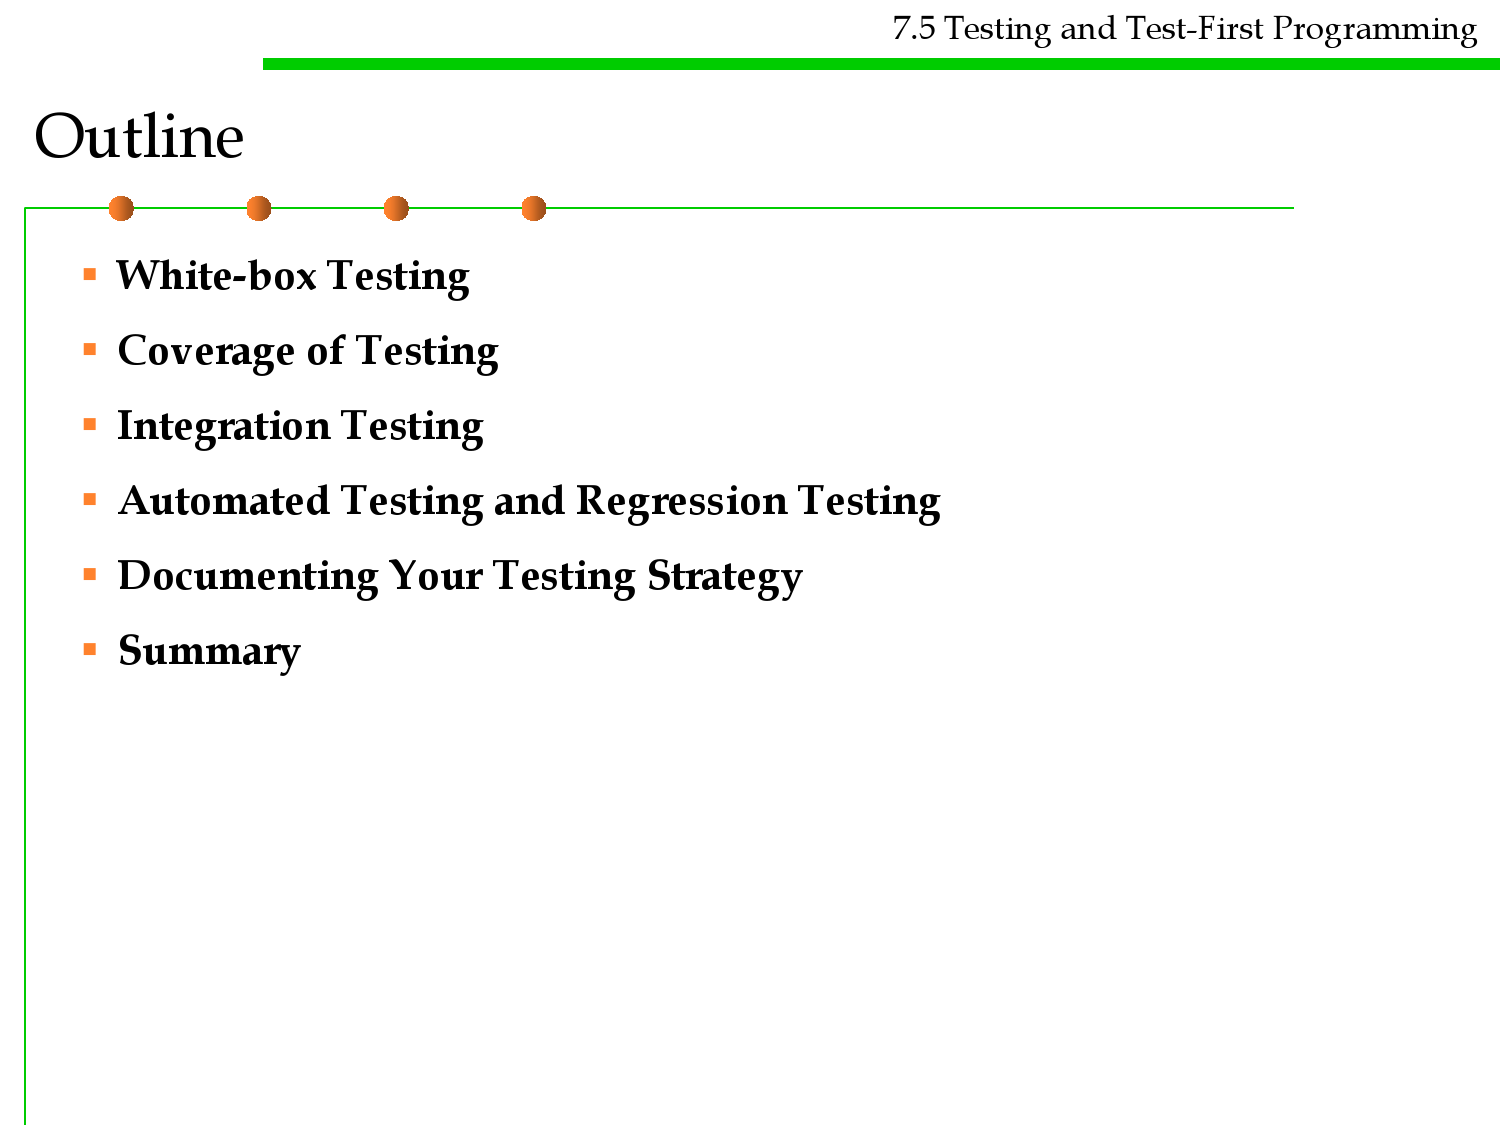 7.5 Testing and Test-First Programming
Outline
▪ White-box Testing
▪ Coverage of Testing
▪ Integration Testing
▪ Automated Testing and Regression Testing
▪ Documenting Your Testing Strategy
▪ Summary